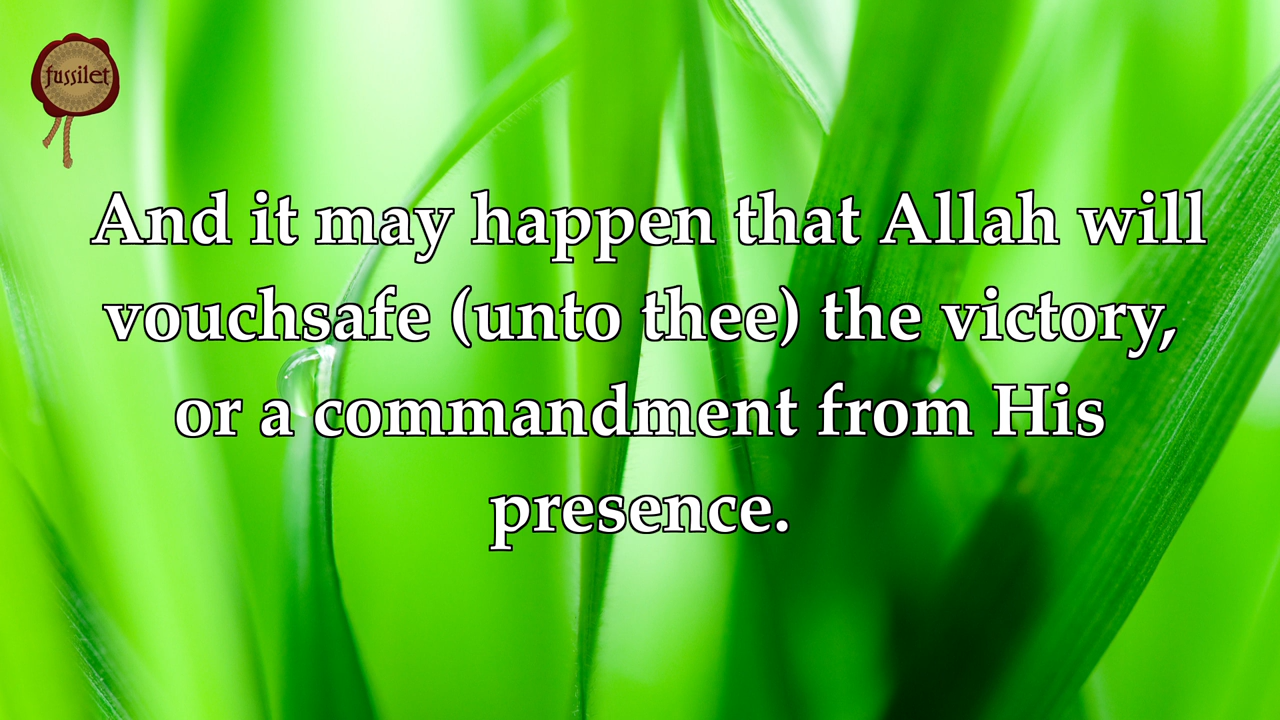 fussilet
And it may happen that Allah will
vouchsafe (unto thee) the victory,
or a commandment from His
presence.